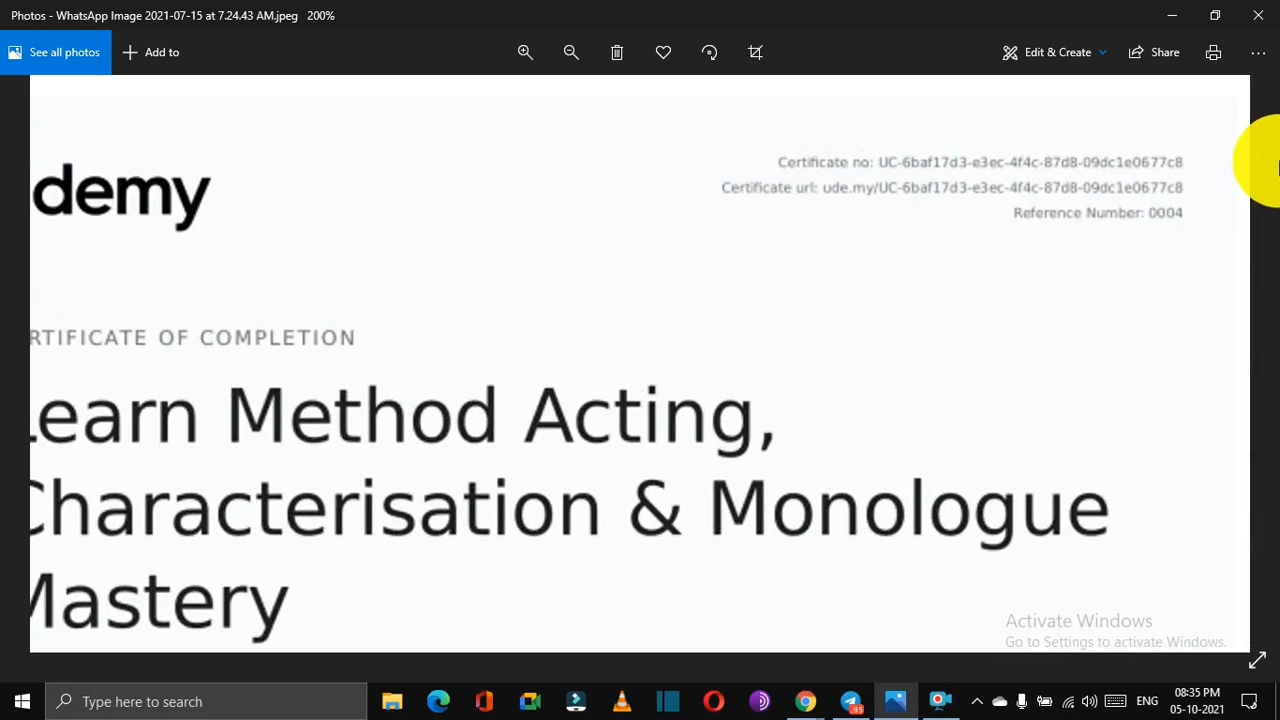 Photos - WhatsApp Image 2021-07-15 at 7.24.43 AM.jpeg 200%
See all photos
Add to
Edit & Create
Share
demy
Certificate no: UC-6baf17d3-e3ec-4f4c-87d8-09dc1e0677c8
Certificate url: ude.my/UC-6baf17d3-e3ec-4f4c-87d8-09dc1e0677c8
Reference Number: 0004
RTIFICATE OF COMPLETION
Learn Method Acting,
Characterisation & Monologue
Mastery
Activate Windows
Go to Settings to activate Windows.
Type here to search
95
ENG
08:35 PM
05-10-2021